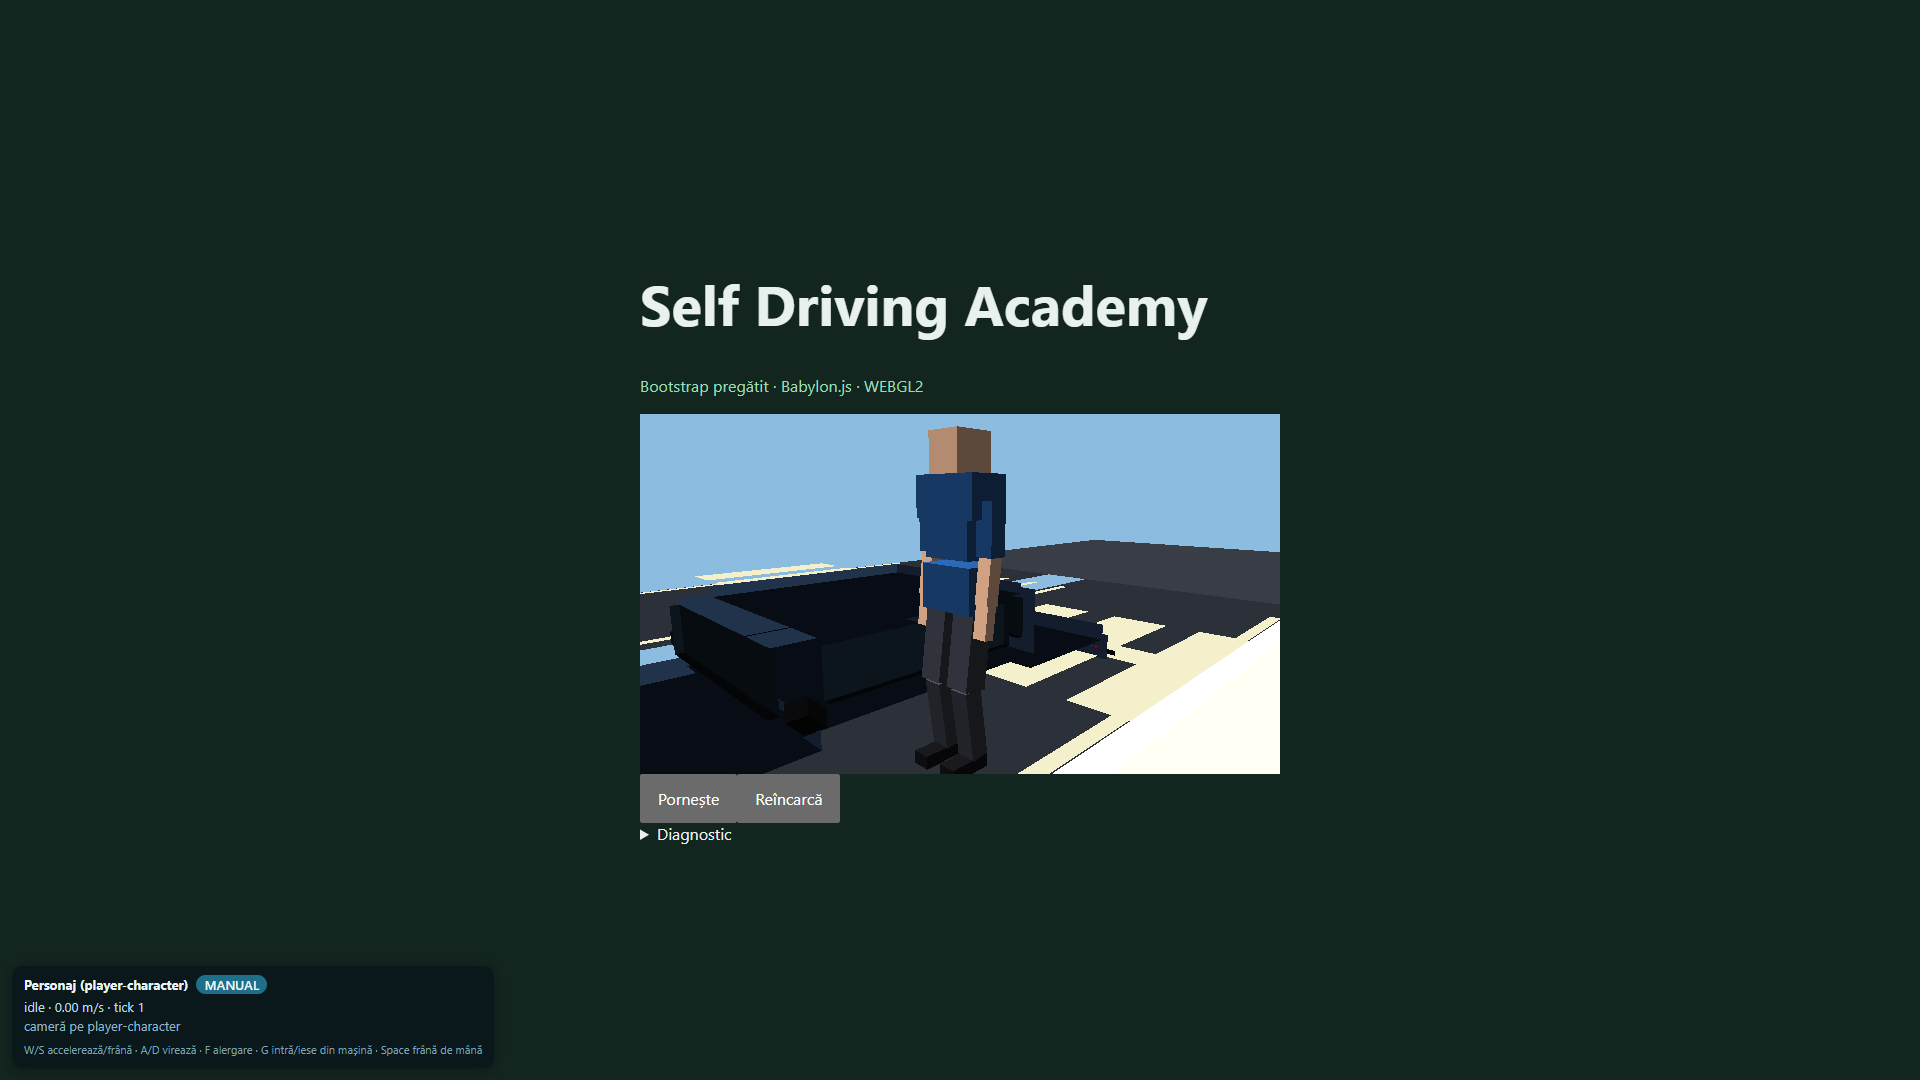 Self Driving Academy
Bootstrap pregătit · Babylon.js · WEBGL2
Pornește Reîncarcă
▶ Diagnostic
Personaj (player-character) MANUAL
idle · 0.00 m/s · tick 1
cameră pe player-character
W/S accelerează/frână · A/D virează · F alergare · G intră/iese din mașină · Space frână de mână